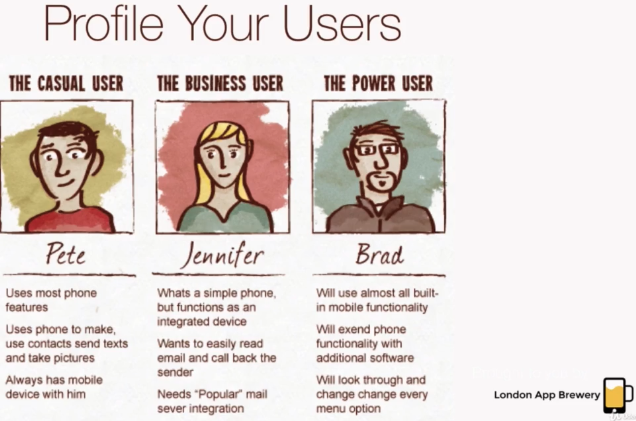 Profile Your Users
THE CASUAL USER
THE BUSINESS USER
THE POWER USER
Pete
Jennifer
Brad
Uses most phone
features
Uses phone to make,
use contacts send texts
and take pictures
Always has mobile
device with him
Whats a simple phone,
but functions as an
integrated device
Wants to easily read
email and call back the
sender
Needs “Popular” mail
sever integration
Will use almost all built-
in mobile functionality
Will exend phone
functionality with
additional software
Will look through and
change change every
menu option
London App Brewery